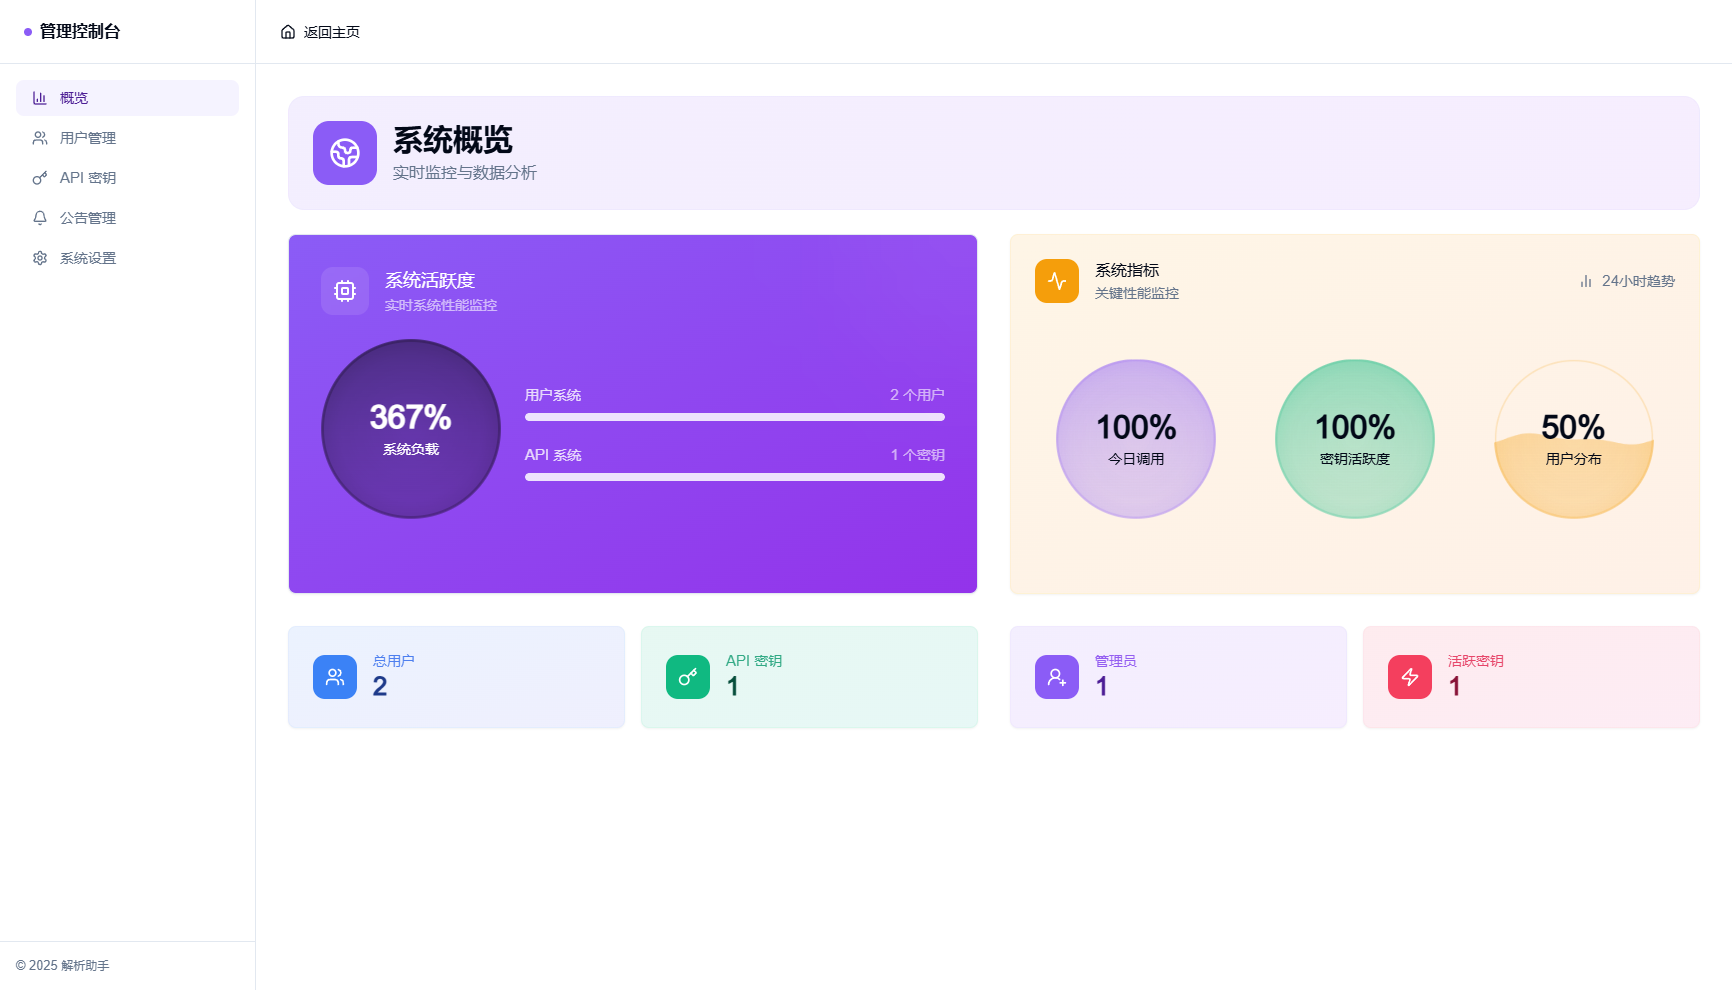 管理控制台
返回主页
概览
用户管理
API 密钥
公告管理
系统设置
系统概览
实时监控与数据分析
系统活跃度
实时系统性能监控
367%
系统负载
用户系统
2 个用户
API 系统
1 个密钥
系统指标
关键性能监控
24小时趋势
100%
今日调用
100%
密钥活跃度
50%
用户分布
总用户
2
API 密钥
1
管理员
1
活跃密钥
1
© 2025 解析助手